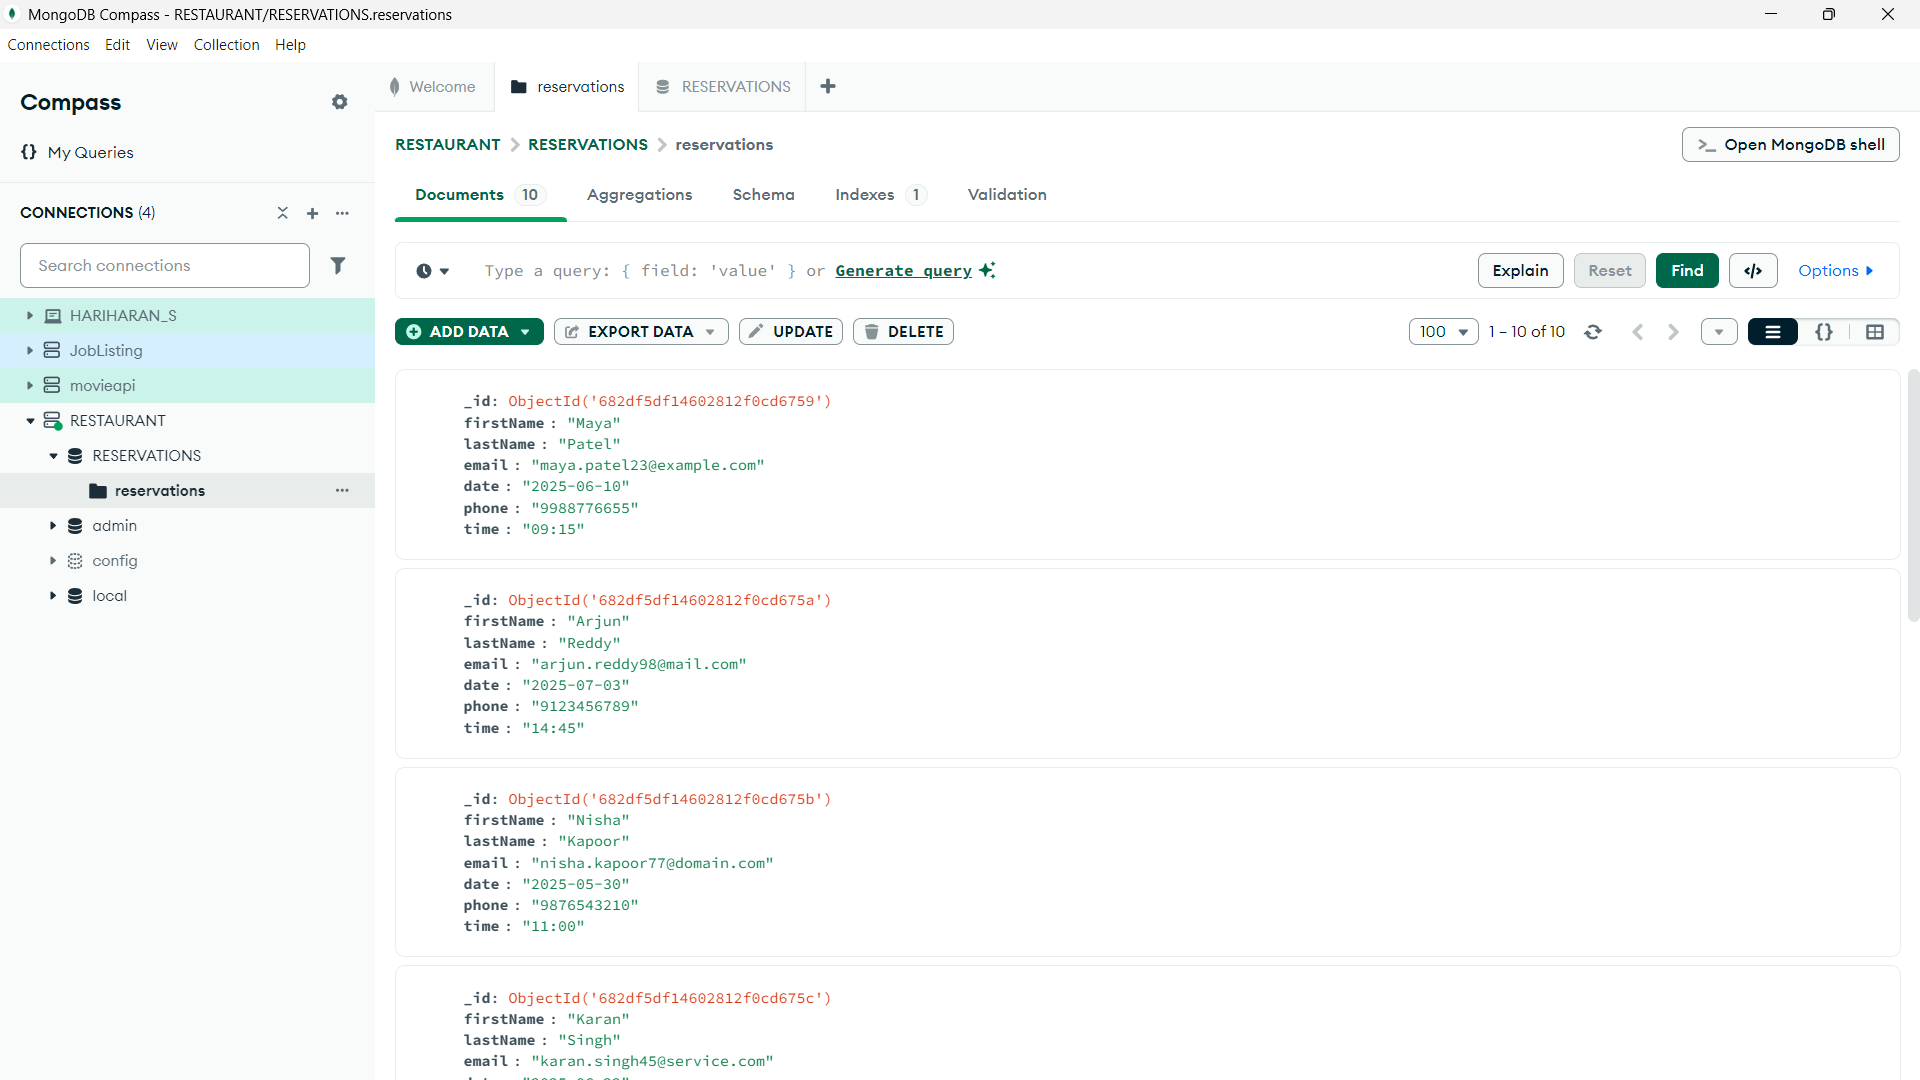 MongoDB Compass - RESTAURANT/RESERVATIONS.reservations
Connections Edit View Collection Help
Compass
My Queries
CONNECTIONS (4)
Search connections
HARIHARAN_S
JobListing
movieapi
RESTAURANT
RESERVATIONS
reservations
admin
config
local
Welcome reservations RESERVATIONS
RESTAURANT > RESERVATIONS > reservations
>_ Open MongoDB shell
Documents 10 Aggregations Schema Indexes 1 Validation
Type a query: { field: 'value' } or Generate query
Explain Reset Find </> Options
ADD DATA EXPORT DATA UPDATE DELETE
100 1 – 10 of 10 {}
_id: ObjectId('682df5df14602812f0cd6759')
firstName : "Maya"
lastName : "Patel"
email : "maya.patel23@example.com"
date : "2025-06-10"
phone : "9988776655"
time : "09:15"
_id: ObjectId('682df5df14602812f0cd675a')
firstName : "Arjun"
lastName : "Reddy"
email : "arjun.reddy98@mail.com"
date : "2025-07-03"
phone : "9123456789"
time : "14:45"
_id: ObjectId('682df5df14602812f0cd675b')
firstName : "Nisha"
lastName : "Kapoor"
email : "nisha.kapoor77@domain.com"
date : "2025-05-30"
phone : "9876543210"
time : "11:00"
_id: ObjectId('682df5df14602812f0cd675c')
firstName : "Karan"
lastName : "Singh"
email : "karan.singh45@service.com"